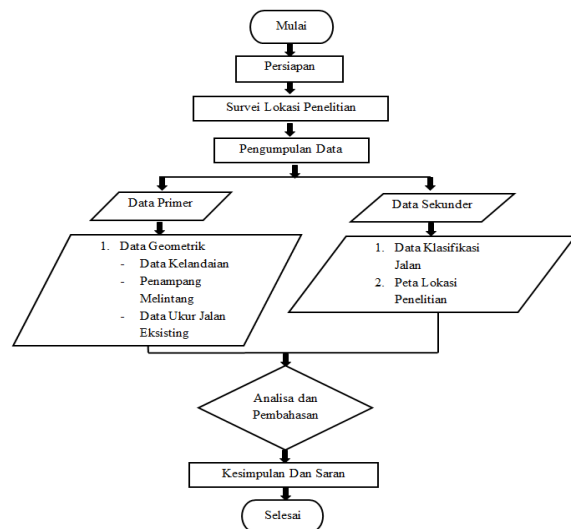 Mulai
Persiapan
Survei Lokasi Penelitian
Pengumpulan Data
Data Primer
Data Sekunder
1. Data Geometrik
- Data Kelandaian
- Penampang
Melintang
- Data Ukur Jalan
Eksisting
1. Data Klasifikasi
Jalan
2. Peta Lokasi
Penelitian
Analisa dan
Pembahasan
Kesimpulan Dan Saran
Selesai